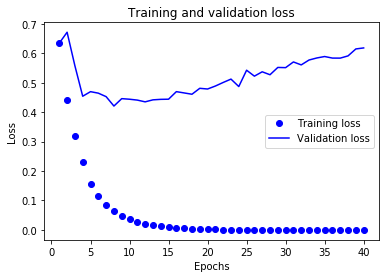 Training and validation loss
0.7
0.6
0.5
0.4
0.3
0.2
0.1
0.0
Loss
Training loss
Validation loss
0 5 10 15 20 25 30 35 40
Epochs